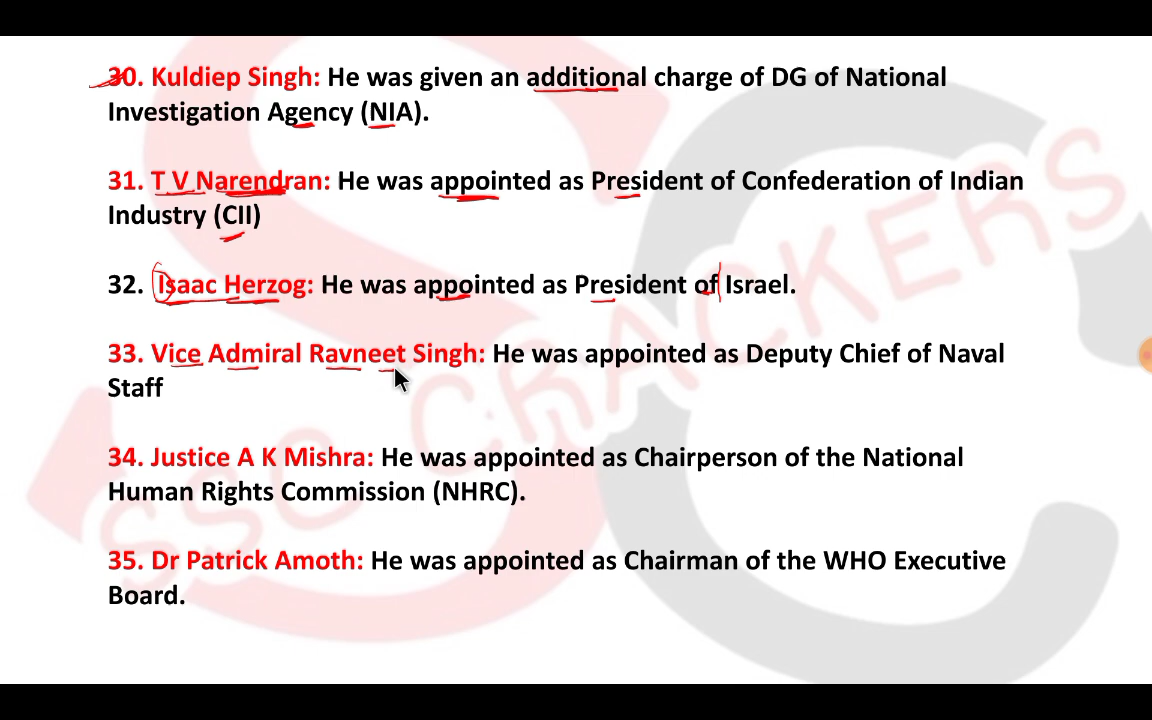 30. Kuldiep Singh: He was given an additional charge of DG of National
Investigation Agency (NIA).
31. T V Narendran: He was appointed as President of Confederation of Indian
Industry (CII)
32. Isaac Herzog: He was appointed as President of Israel.
33. Vice Admiral Ravneet Singh: He was appointed as Deputy Chief of Naval
Staff
34. Justice A K Mishra: He was appointed as Chairperson of the National
Human Rights Commission (NHRC).
35. Dr Patrick Amoth: He was appointed as Chairman of the WHO Executive
Board.
SSC CRACKERS